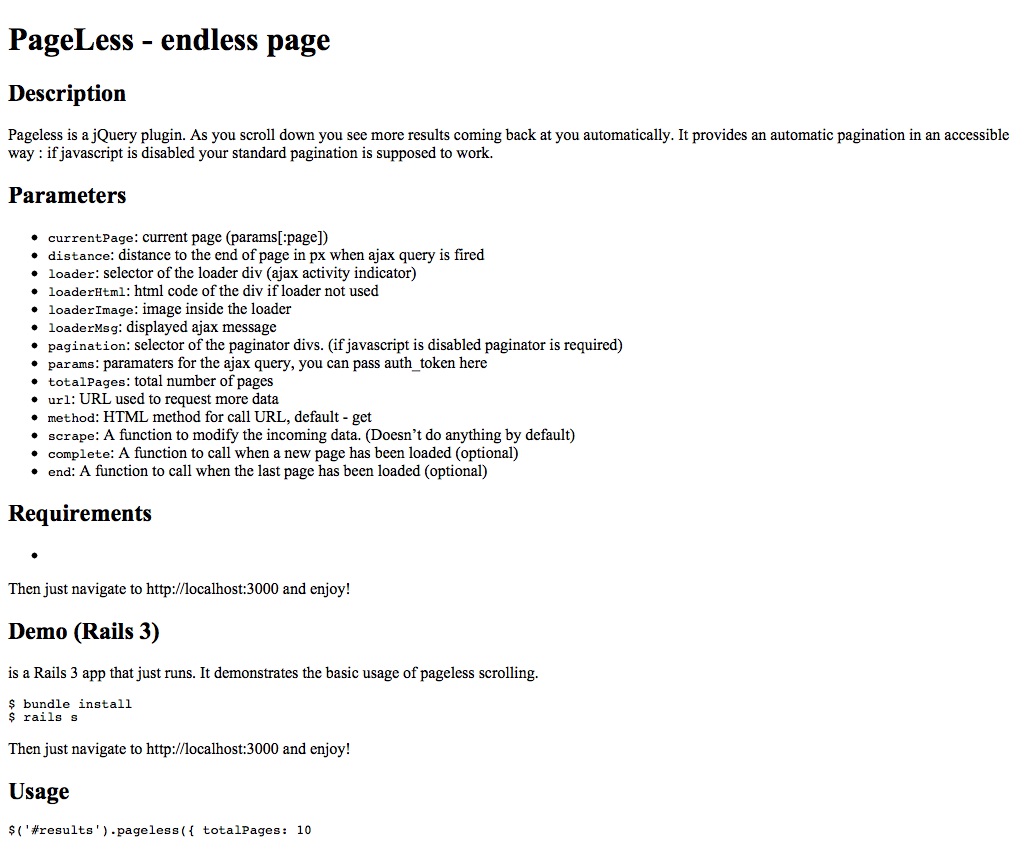 PageLess - endless page
Description
Pageless is a jQuery plugin. As you scroll down you see more results coming back at you automatically. It provides an automatic pagination in an accessible
way : if javascript is disabled your standard pagination is supposed to work.
Parameters
• currentPage: current page (params[:page])
• distance: distance to the end of page in px when ajax query is fired
• loader: selector of the loader div (ajax activity indicator)
• loaderHtml: html code of the div if loader not used
• loaderImage: image inside the loader
• loaderMsg: displayed ajax message
• pagination: selector of the paginator divs. (if javascript is disabled paginator is required)
• params: paramaters for the ajax query, you can pass auth_token here
• totalPages: total number of pages
• url: URL used to request more data
• method: HTML method for call URL, default - get
• scrape: A function to modify the incoming data. (Doesn’t do anything by default)
• complete: A function to call when a new page has been loaded (optional)
• end: A function to call when the last page has been loaded (optional)
Requirements
•
Then just navigate to http://localhost:3000 and enjoy!
Demo (Rails 3)
is a Rails 3 app that just runs. It demonstrates the basic usage of pageless scrolling.
$ bundle install
$ rails s
Then just navigate to http://localhost:3000 and enjoy!
Usage
$('#results').pageless({ totalPages: 10